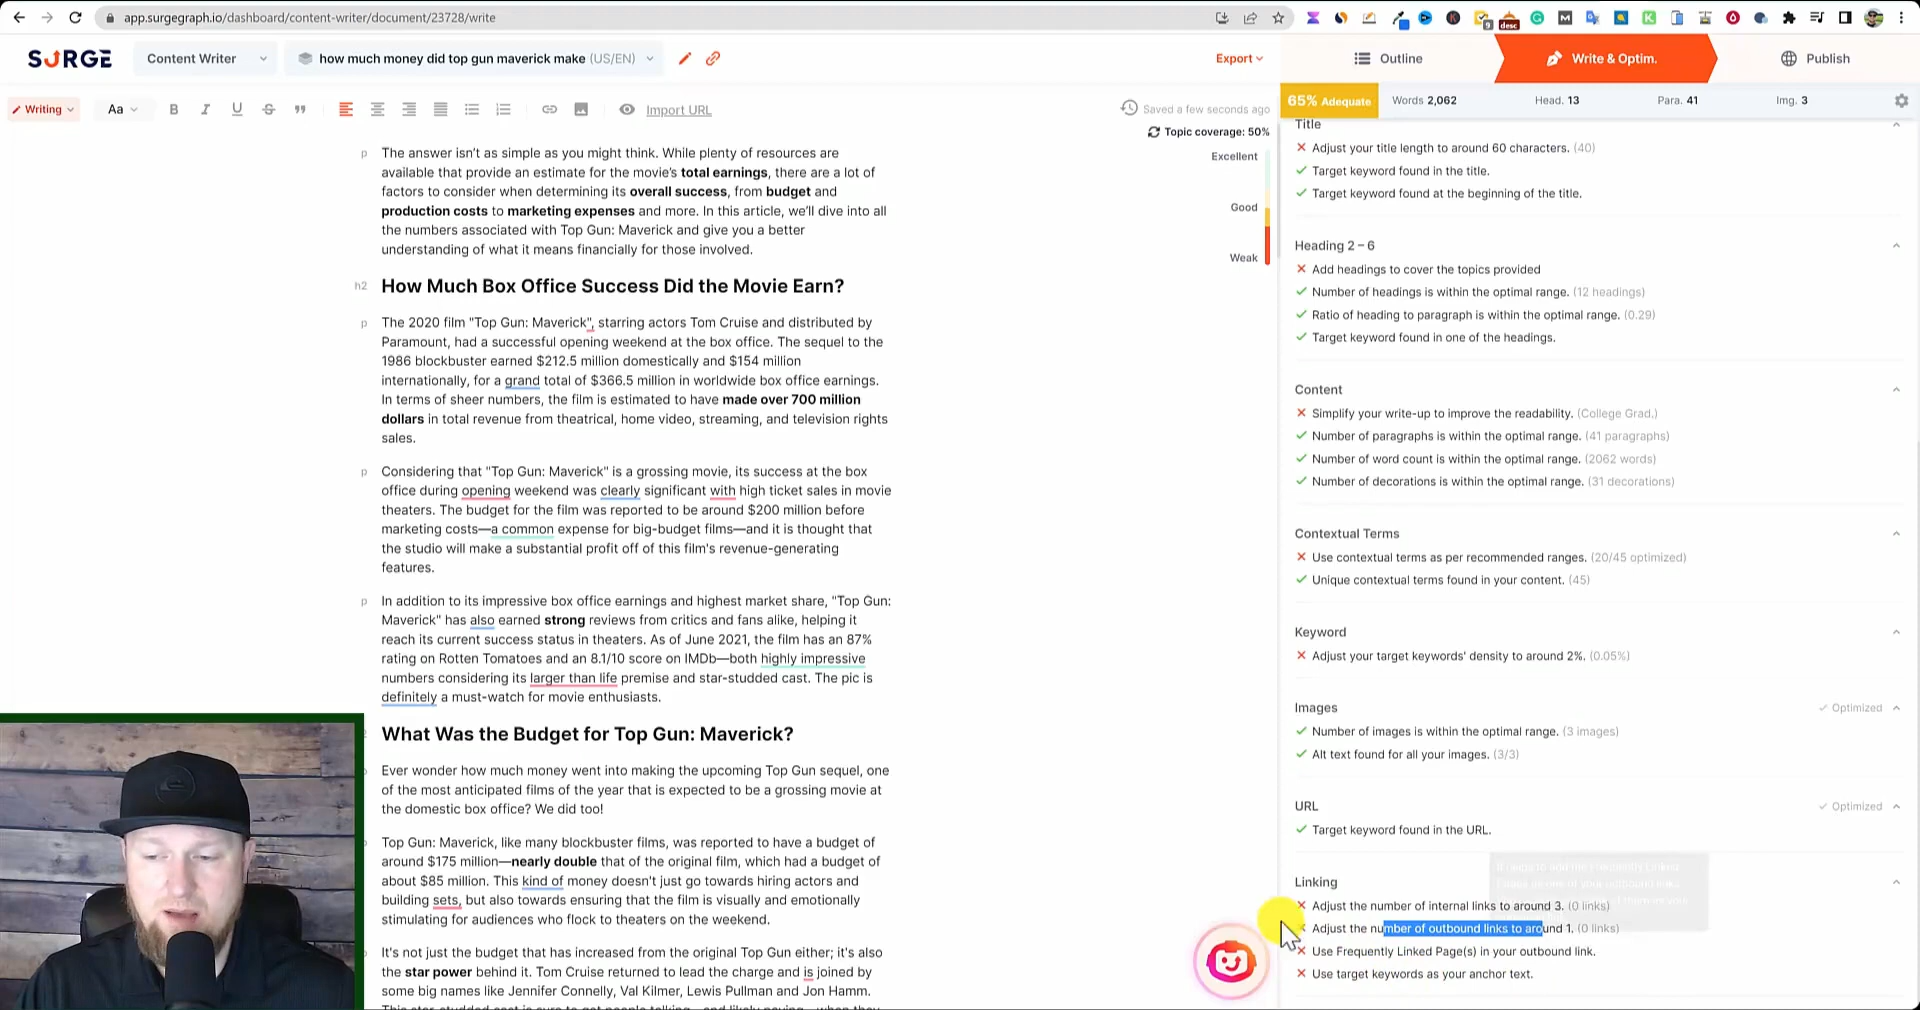 app.surgegraph.io/dashboard/content-writer/document/23728/write
desc
9
SURGE
Content Writer
how much money did top gun maverick make (US/EN)
Export
Outline
Write & Optim.
Publish
65% Adequate
Words 2,062
Head. 13
Para. 41
Img. 3
Writing
Aa
B
I
U
S
Import URL
Saved a few seconds ago
Topic coverage: 50%
Excellent
Good
Weak
p
The answer isn’t as simple as you might think. While plenty of resources are
available that provide an estimate for the movie’s total earnings, there are a lot of
factors to consider when determining its overall success, from budget and
production costs to marketing expenses and more. In this article, we’ll dive into all
the numbers associated with Top Gun: Maverick and give you a better
understanding of what it means financially for those involved.
h2
How Much Box Office Success Did the Movie Earn?
p
The 2020 film "Top Gun: Maverick", starring actors Tom Cruise and distributed by
Paramount, had a successful opening weekend at the box office. The sequel to the
1986 blockbuster earned $212.5 million domestically and $154 million
internationally, for a grand total of $366.5 million in worldwide box office earnings.
In terms of sheer numbers, the film is estimated to have made over 700 million
dollars in total revenue from theatrical, home video, streaming, and television rights
sales.
p
Considering that "Top Gun: Maverick" is a grossing movie, its success at the box
office during opening weekend was clearly significant with high ticket sales in movie
theaters. The budget for the film was reported to be around $200 million before
marketing costs—a common expense for big-budget films—and it is thought that
the studio will make a substantial profit off of this film's revenue-generating
features.
p
In addition to its impressive box office earnings and highest market share, "Top Gun:
Maverick" has also earned strong reviews from critics and fans alike, helping it
reach its current success status in theaters. As of June 2021, the film has an 87%
rating on Rotten Tomatoes and an 8.1/10 score on IMDb—both highly impressive
numbers considering its larger than life premise and star-studded cast. The pic is
definitely a must-watch for movie enthusiasts.
What Was the Budget for Top Gun: Maverick?
Ever wonder how much money went into making the upcoming Top Gun sequel, one
of the most anticipated films of the year that is expected to be a grossing movie at
the domestic box office? We did too!
Top Gun: Maverick, like many blockbuster films, was reported to have a budget of
around $175 million—nearly double that of the original film, which had a budget of
about $85 million. This kind of money doesn't just go towards hiring actors and
building sets, but also towards ensuring that the film is visually and emotionally
stimulating for audiences who flock to theaters on the weekend.
It's not just the budget that has increased from the original Top Gun either; it's also
the star power behind it. Tom Cruise returned to lead the charge and is joined by
some big names like Jennifer Connelly, Val Kilmer, Lewis Pullman and Jon Hamm.
Title
Adjust your title length to around 60 characters. (40)
Target keyword found in the title.
Target keyword found at the beginning of the title.
Heading 2 – 6
Add headings to cover the topics provided
Number of headings is within the optimal range. (12 headings)
Ratio of heading to paragraph is within the optimal range. (0.29)
Target keyword found in one of the headings.
Content
Simplify your write-up to improve the readability. (College Grad.)
Number of paragraphs is within the optimal range. (41 paragraphs)
Number of word count is within the optimal range. (2062 words)
Number of decorations is within the optimal range. (31 decorations)
Contextual Terms
Use contextual terms as per recommended ranges. (20/45 optimized)
Unique contextual terms found in your content. (45)
Keyword
Adjust your target keywords' density to around 2%. (0.05%)
Images
Optimized
Number of images is within the optimal range. (3 images)
Alt text found for all your images. (3/3)
URL
Optimized
Target keyword found in the URL.
Linking
Adjust the number of internal links to around 3. (0 links)
Adjust the number of outbound links to around 1. (0 links)
Use Frequently Linked Page(s) in your outbound link.
Use target keywords as your anchor text.